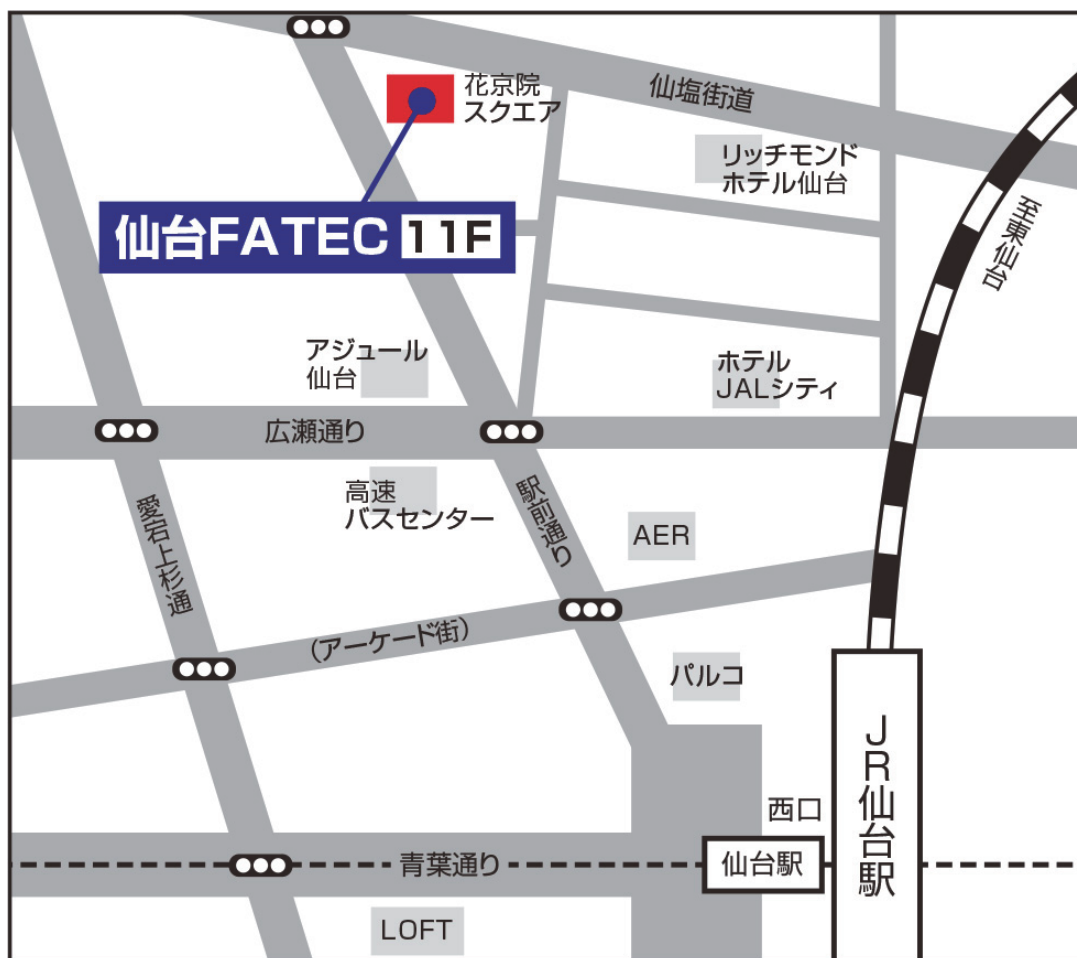 花京院
スクエア
仙塩街道
リッチモンド
ホテル仙台
至東仙台
仙台FATEC 11F
アジュール
仙台
ホテル
JALシティ
広瀬通り
高速
バスセンター
駅前通り
愛宕上杉通
AER
(アーケード街)
パルコ
JR仙台駅
西口
仙台駅
青葉通り
LOFT